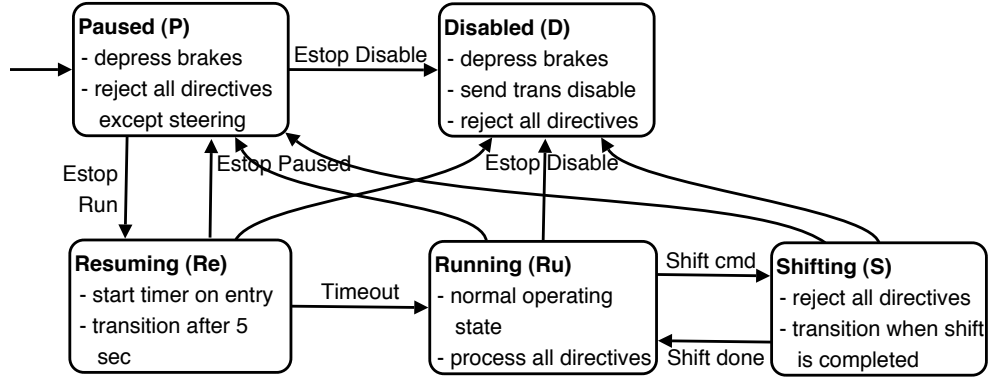 Paused (P)
- depress brakes
- reject all directives
except steering
Estop Disable
Disabled (D)
- depress brakes
- send trans disable
- reject all directives
Estop
Run
Estop Paused
Estop Disable
Resuming (Re)
- start timer on entry
- transition after 5
sec
Timeout
Running (Ru)
- normal operating
state
- process all directives
Shift cmd
Shift done
Shifting (S)
- reject all directives
- transition when shift
is completed